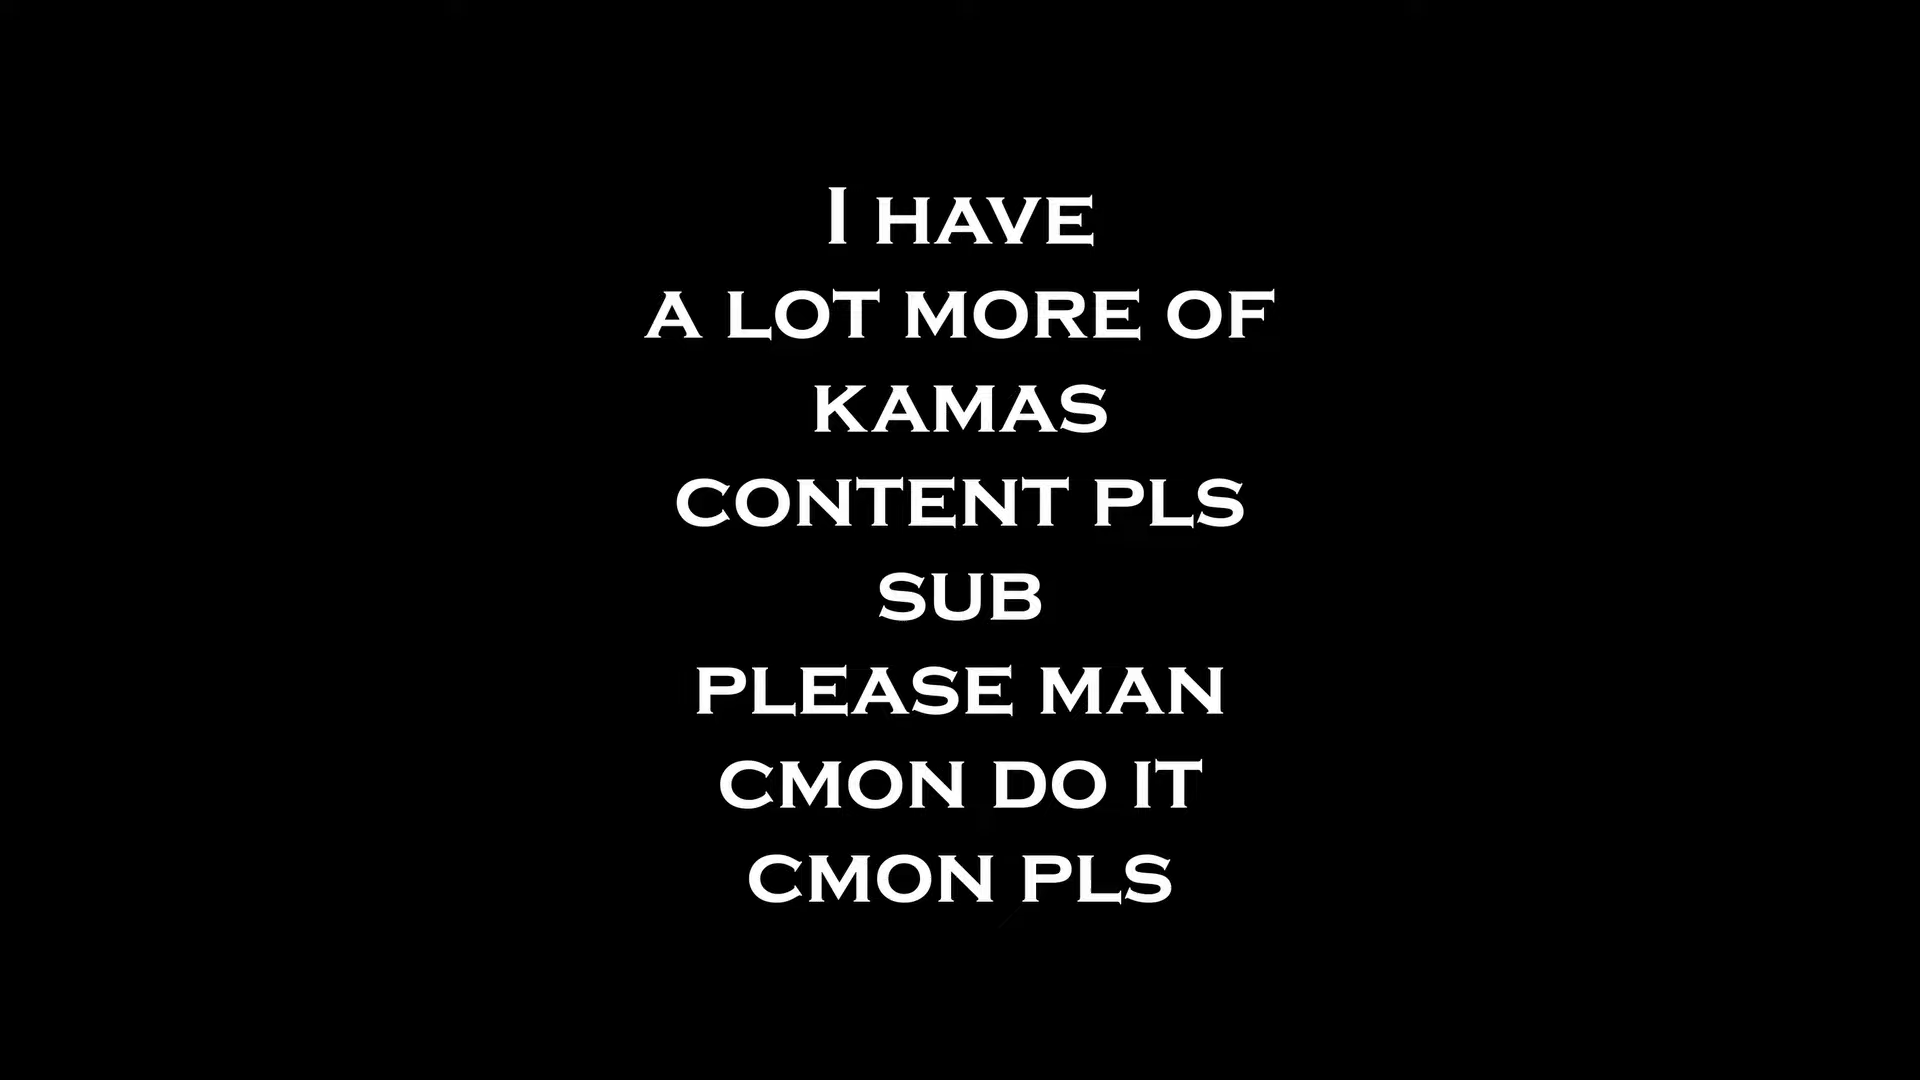 I HAVE
A LOT MORE OF
KAMAS
CONTENT PLS
SUB
PLEASE MAN
CMON DO IT
CMON PLS